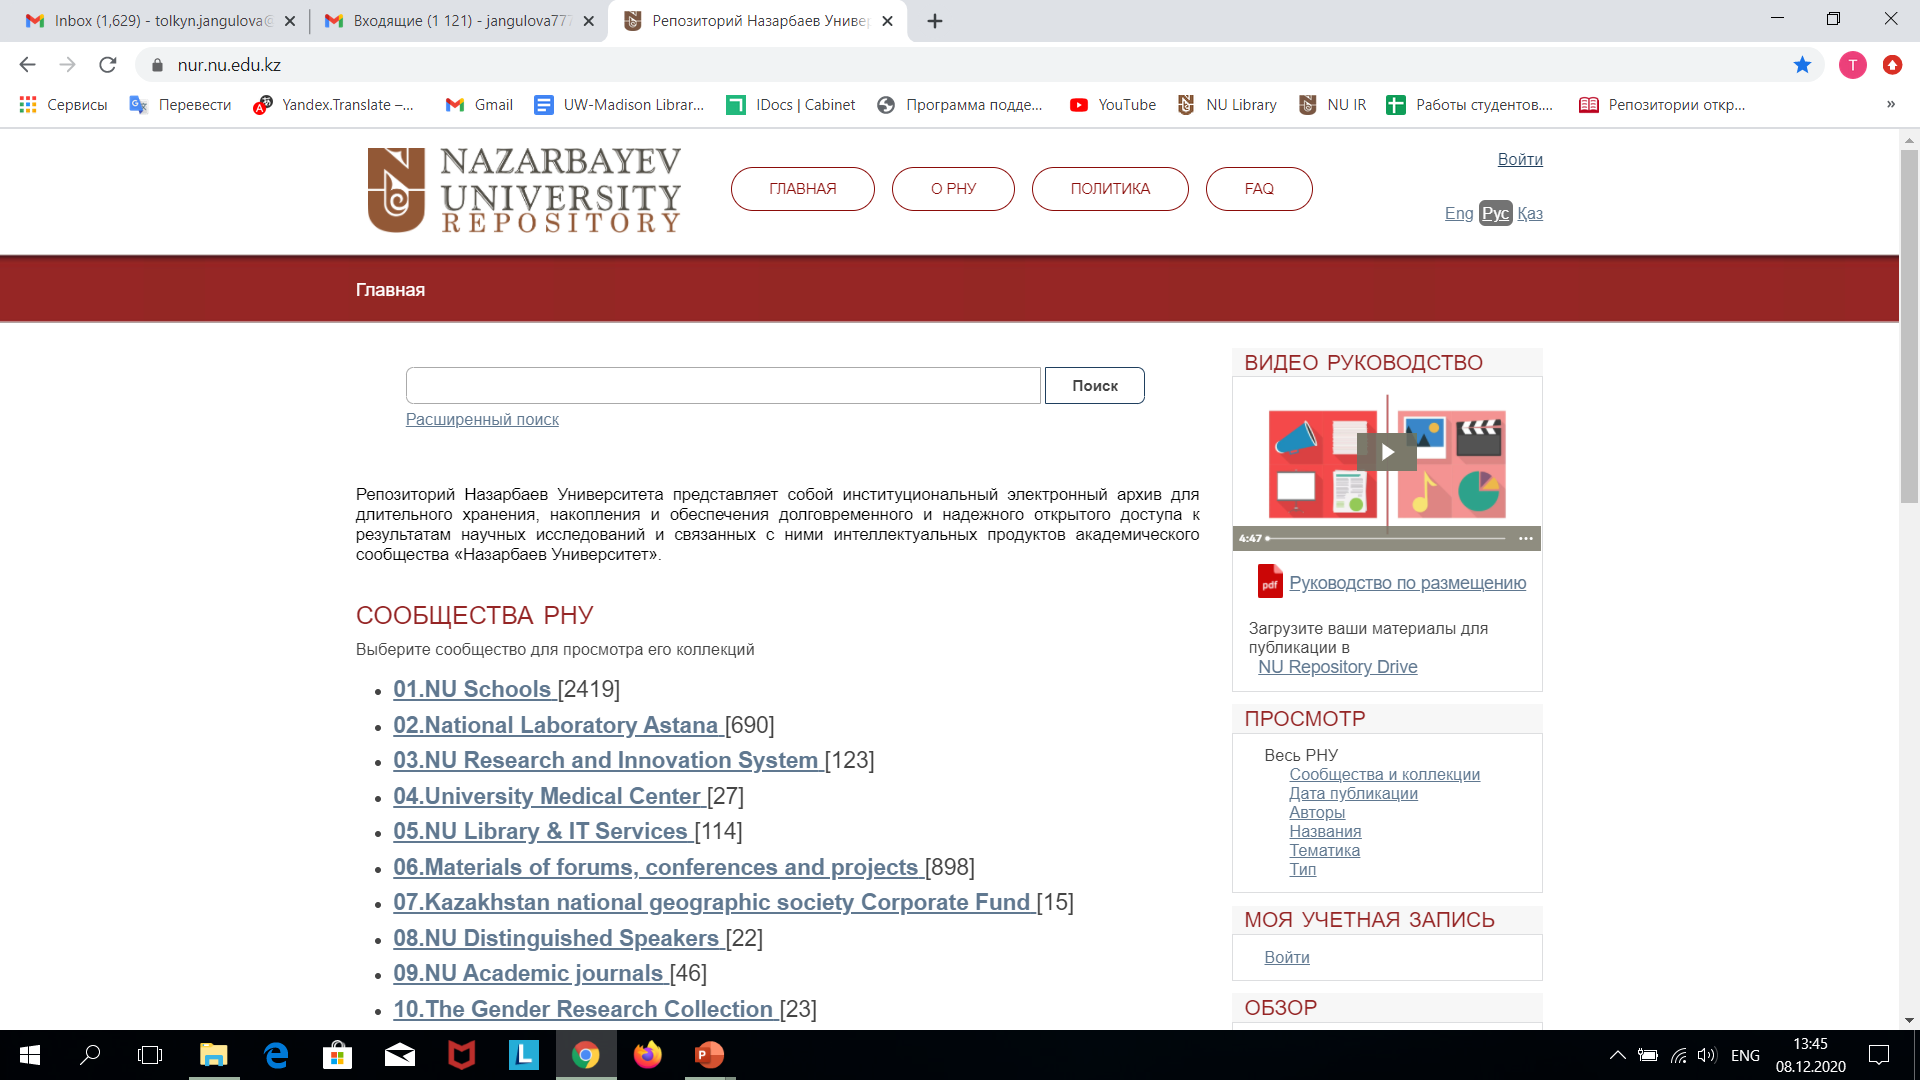 Inbox (1,629) - tolkyn.jangulova@
Входящие (1 121) - jangulova777
Репозиторий Назарбаев Универ
nur.nu.edu.kz
T
Сервисы
Перевести
Yandex.Translate –...
Gmail
UW-Madison Librar...
IDocs | Cabinet
Программа подде...
YouTube
NU Library
NU IR
Работы студентов....
Репозитории откр...
»
NAZARBAYEV
UNIVERSITY
REPOSITORY
ГЛАВНАЯ
О РНУ
ПОЛИТИКА
FAQ
Войти
Eng Рус Қаз
Главная
Поиск
Расширенный поиск
Репозиторий Назарбаев Университета представляет собой институциональный электронный архив для
длительного хранения, накопления и обеспечения долговременного и надежного открытого доступа к
результатам научных исследований и связанных с ними интеллектуальных продуктов академического
сообщества «Назарбаев Университет».
СООБЩЕСТВА РНУ
Выберите сообщество для просмотра его коллекций
01.NU Schools [2419]
02.National Laboratory Astana [690]
03.NU Research and Innovation System [123]
04.University Medical Center [27]
05.NU Library & IT Services [114]
06.Materials of forums, conferences and projects [898]
07.Kazakhstan national geographic society Corporate Fund [15]
08.NU Distinguished Speakers [22]
09.NU Academic journals [46]
10.The Gender Research Collection [23]
ВИДЕО РУКОВОДСТВО
4:47
pdf
Руководство по размещению
Загрузите ваши материалы для
публикации в
NU Repository Drive
ПРОСМОТР
Весь РНУ
Сообщества и коллекции
Дата публикации
Авторы
Названия
Тематика
Тип
МОЯ УЧЕТНАЯ ЗАПИСЬ
Войти
ОБЗОР
ENG
13:45
08.12.2020